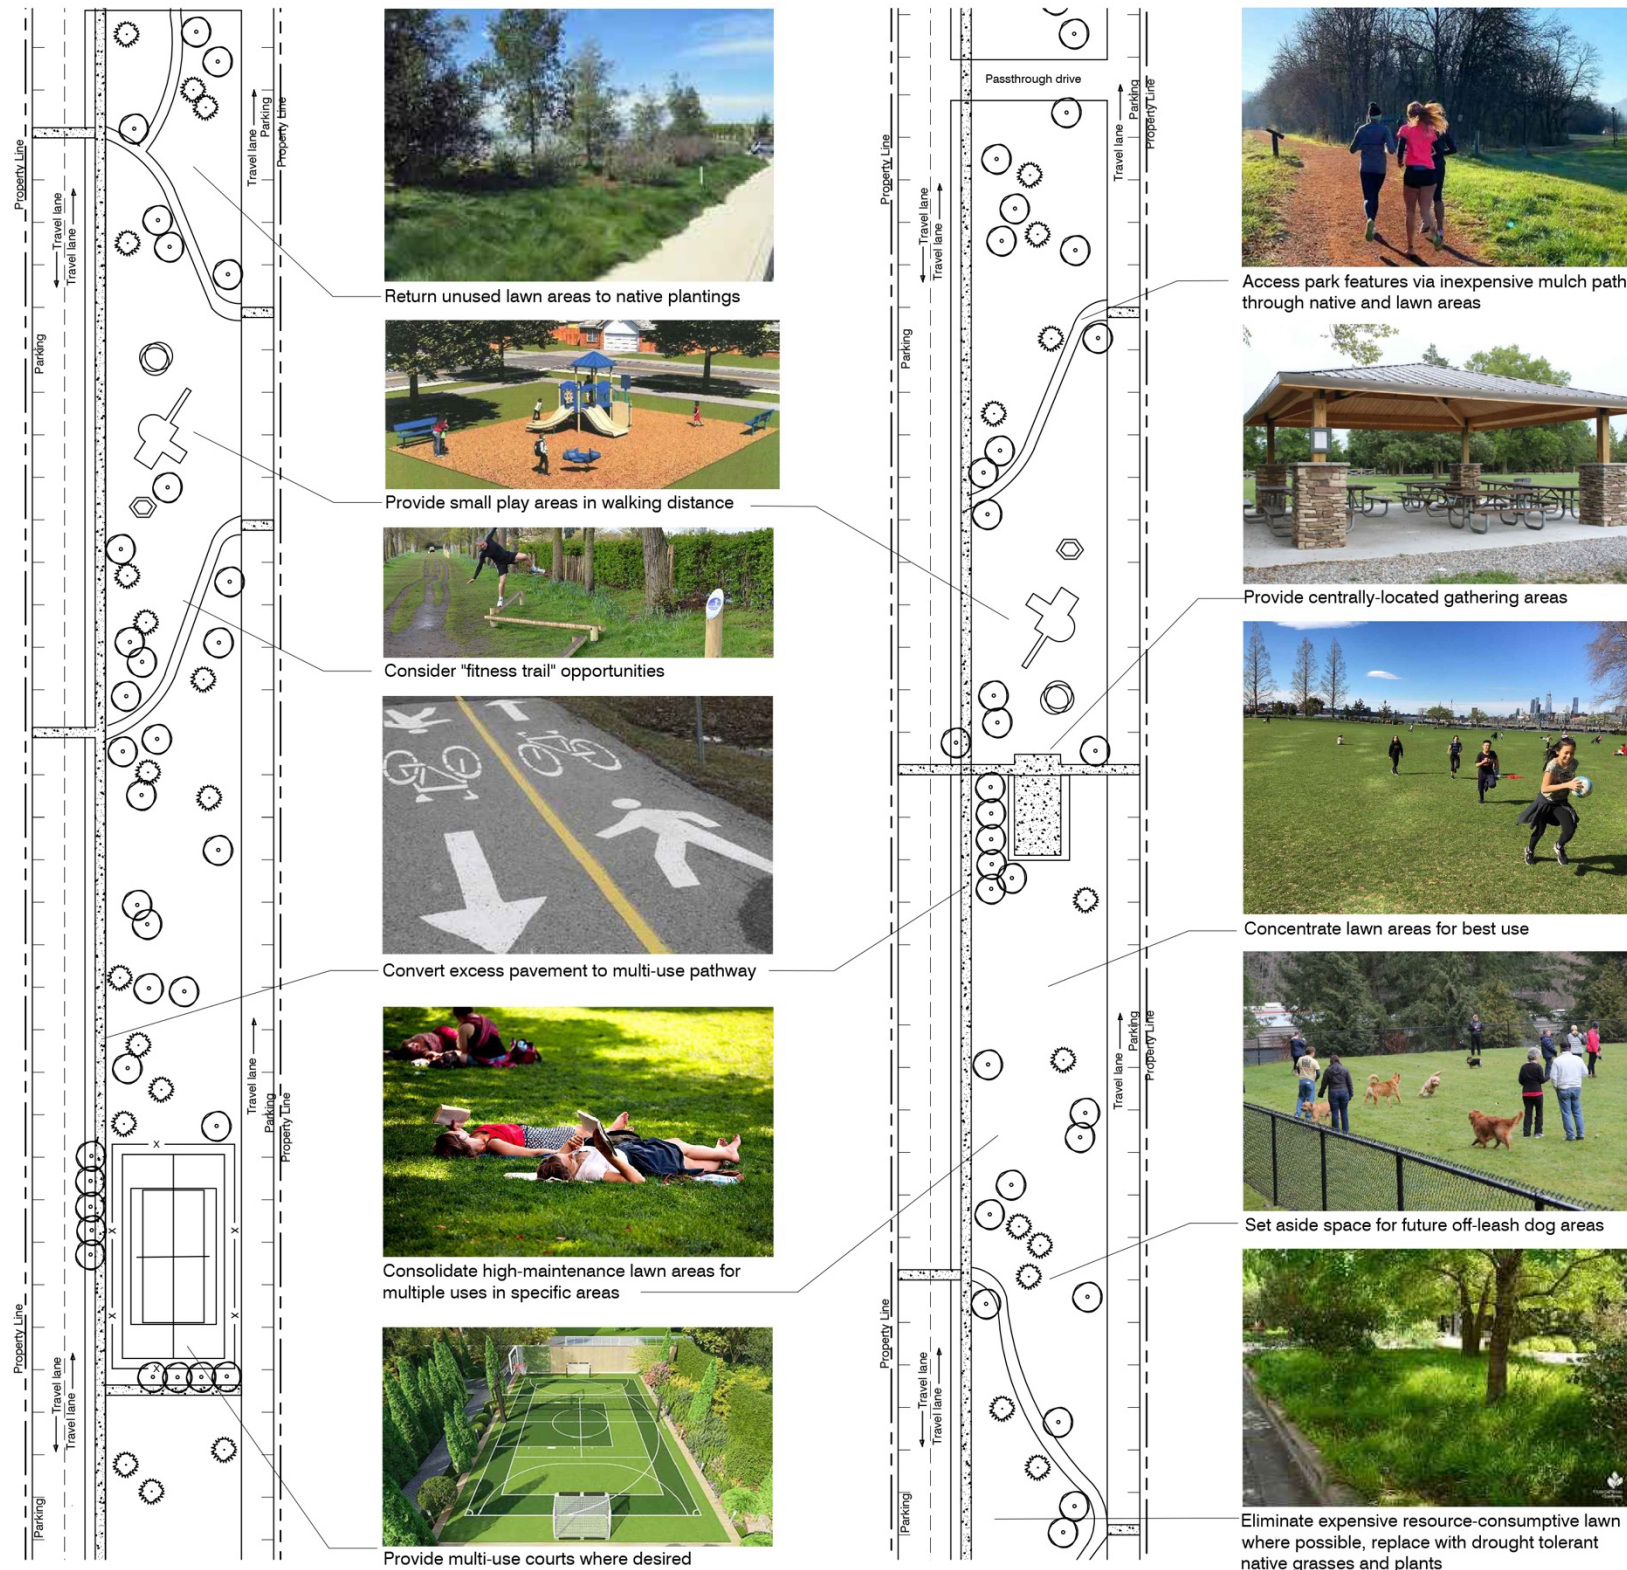 Property Line
Travel lane
Travel lane
Parking
Travel lane
Parking
Property Line
Return unused lawn areas to native plantings
Provide small play areas in walking distance
Consider "fitness trail" opportunities
Convert excess pavement to multi-use pathway
Travel lane
Parking
Property Line
Consolidate high-maintenance lawn areas for
multiple uses in specific areas
X
X
X
X
X
X
Property Line
Travel lane
Travel lane
Parking
Provide multi-use courts where desired
Passthrough drive
Property Line
Travel lane
Travel lane
Parking
Travel lane
Parking
Property Line
Access park features via inexpensive mulch path
through native and lawn areas
Provide centrally-located gathering areas
Concentrate lawn areas for best use
Travel lane
Parking
Property Line
Set aside space for future off-leash dog areas
Property Line
Travel lane
Travel lane
Parking
Eliminate expensive resource-consumptive lawn
where possible, replace with drought tolerant
native grasses and plants